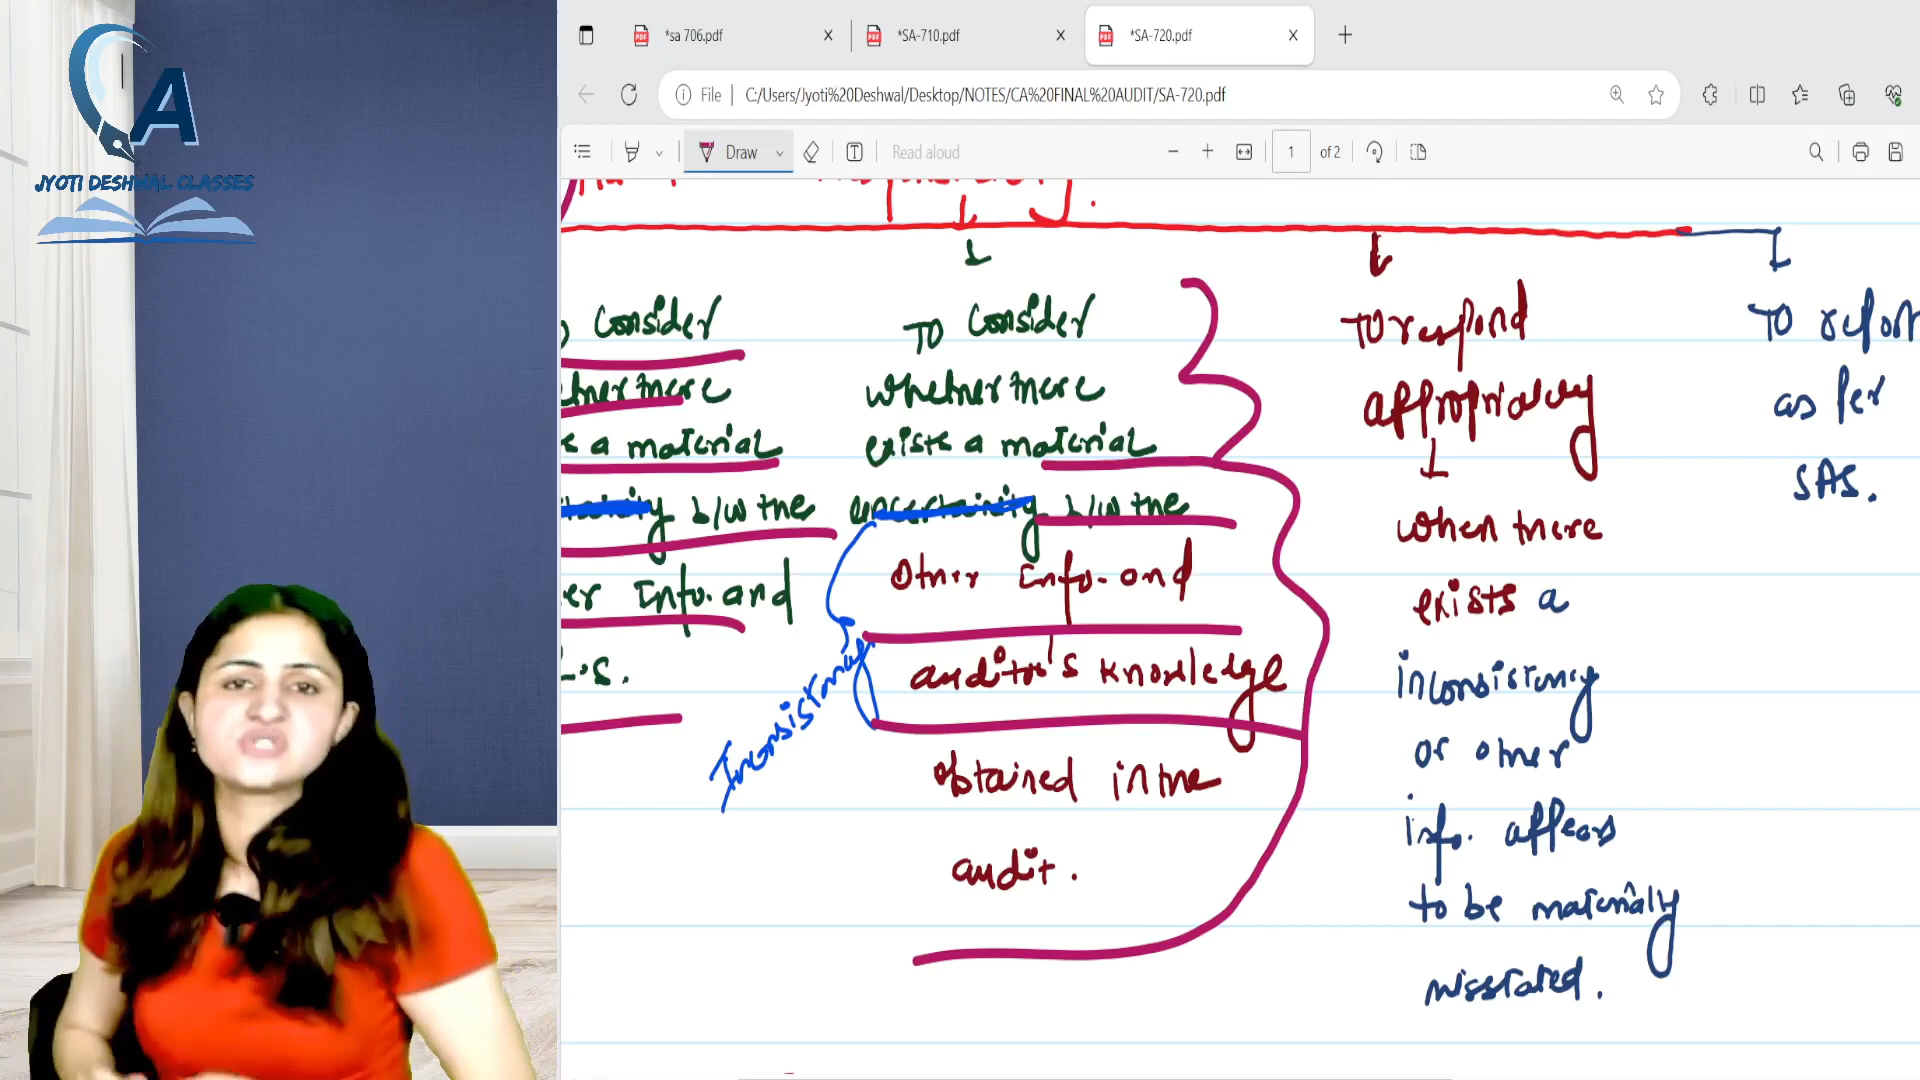 *sa 706.pdf
*SA-710.pdf
*SA-720.pdf
File
C:/Users/Jyoti%20Deshwal/Desktop/NOTES/CA%20FINAL%20AUDIT/SA-720.pdf
Draw
Read aloud
1
of 2
A
JYOTI DESHWAL CLASSES
Consider
there
a material
b/w the
Info. and
TO Consider
whether there
exists a material
uncertainity b/w the
Other Info. and
auditor's knowledge
obtained in the
audit.
Inconsistency
TO respond
appropriately
when there
exists a
inconsistency
or other
info. appears
to be materially
misstated.
TO report
as per
SAS.